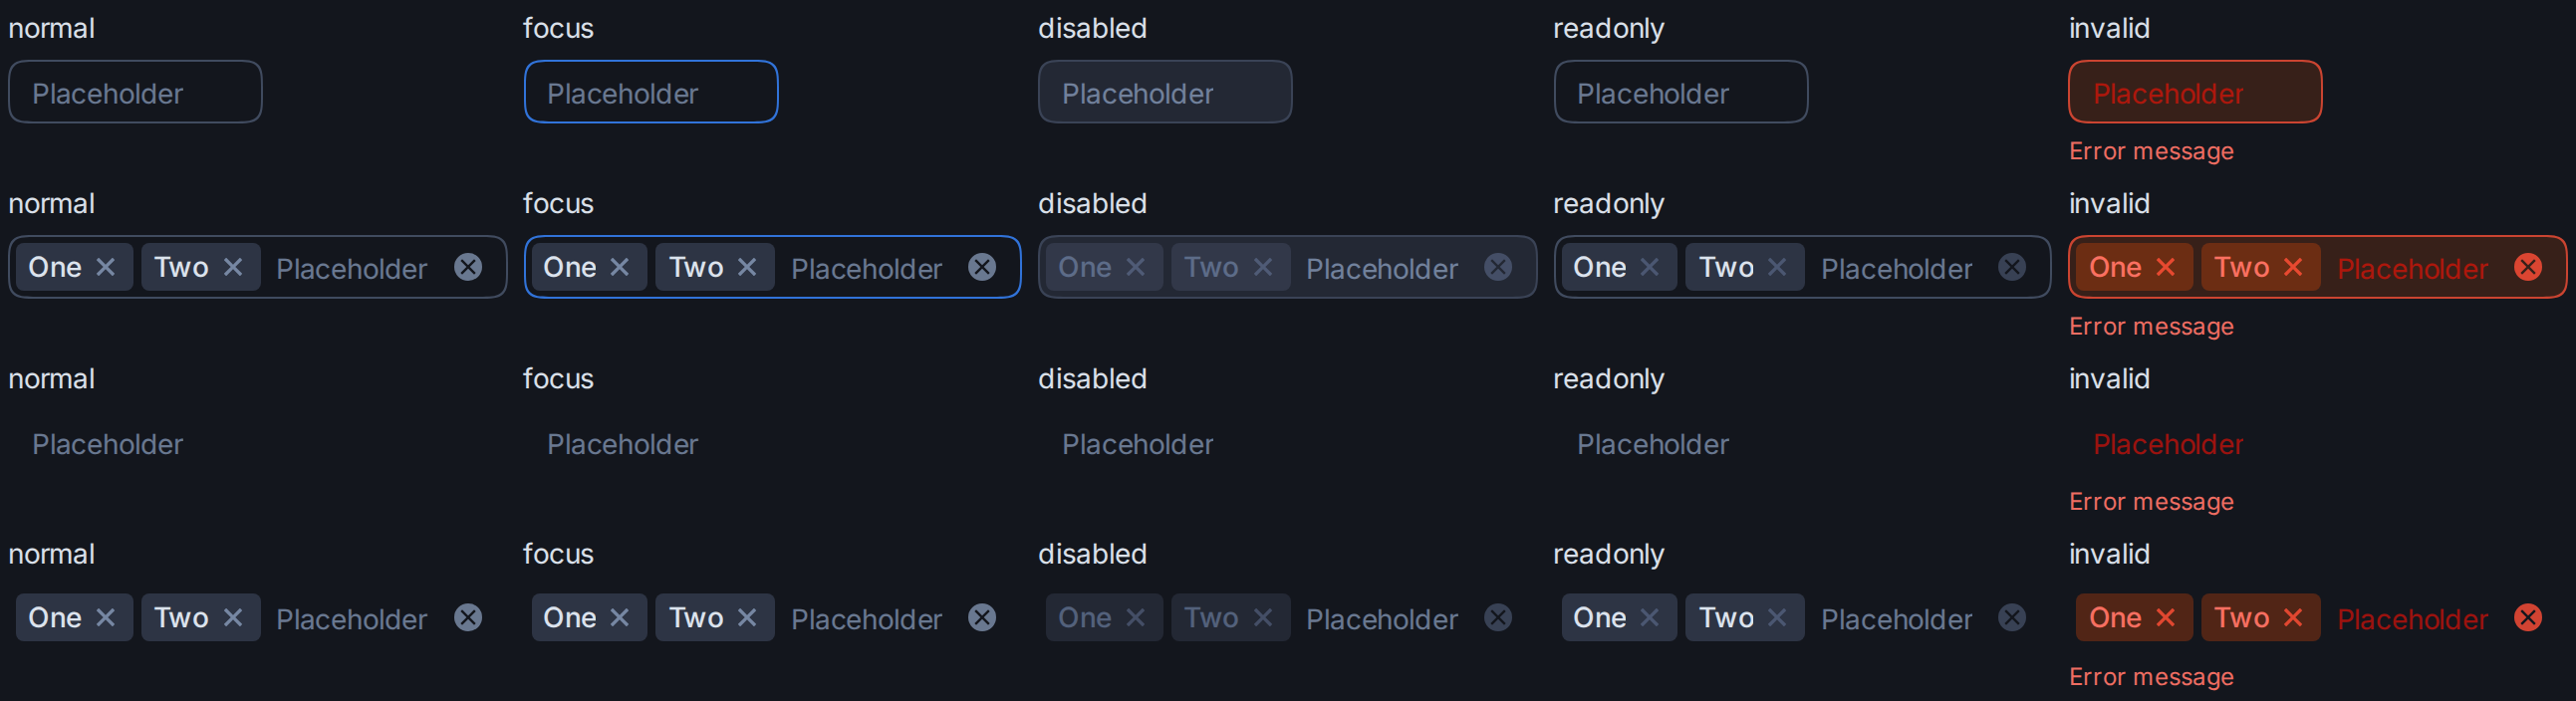 normal focus disabled readonly invalid
Placeholder Placeholder Placeholder Placeholder Placeholder
Error message
normal focus disabled readonly invalid
One Two Placeholder One Two Placeholder One Two Placeholder One Two Placeholder One Two Placeholder
Error message
normal focus disabled readonly invalid
Placeholder Placeholder Placeholder Placeholder Placeholder
Error message
normal focus disabled readonly invalid
One Two Placeholder One Two Placeholder One Two Placeholder One Two Placeholder One Two Placeholder
Error message